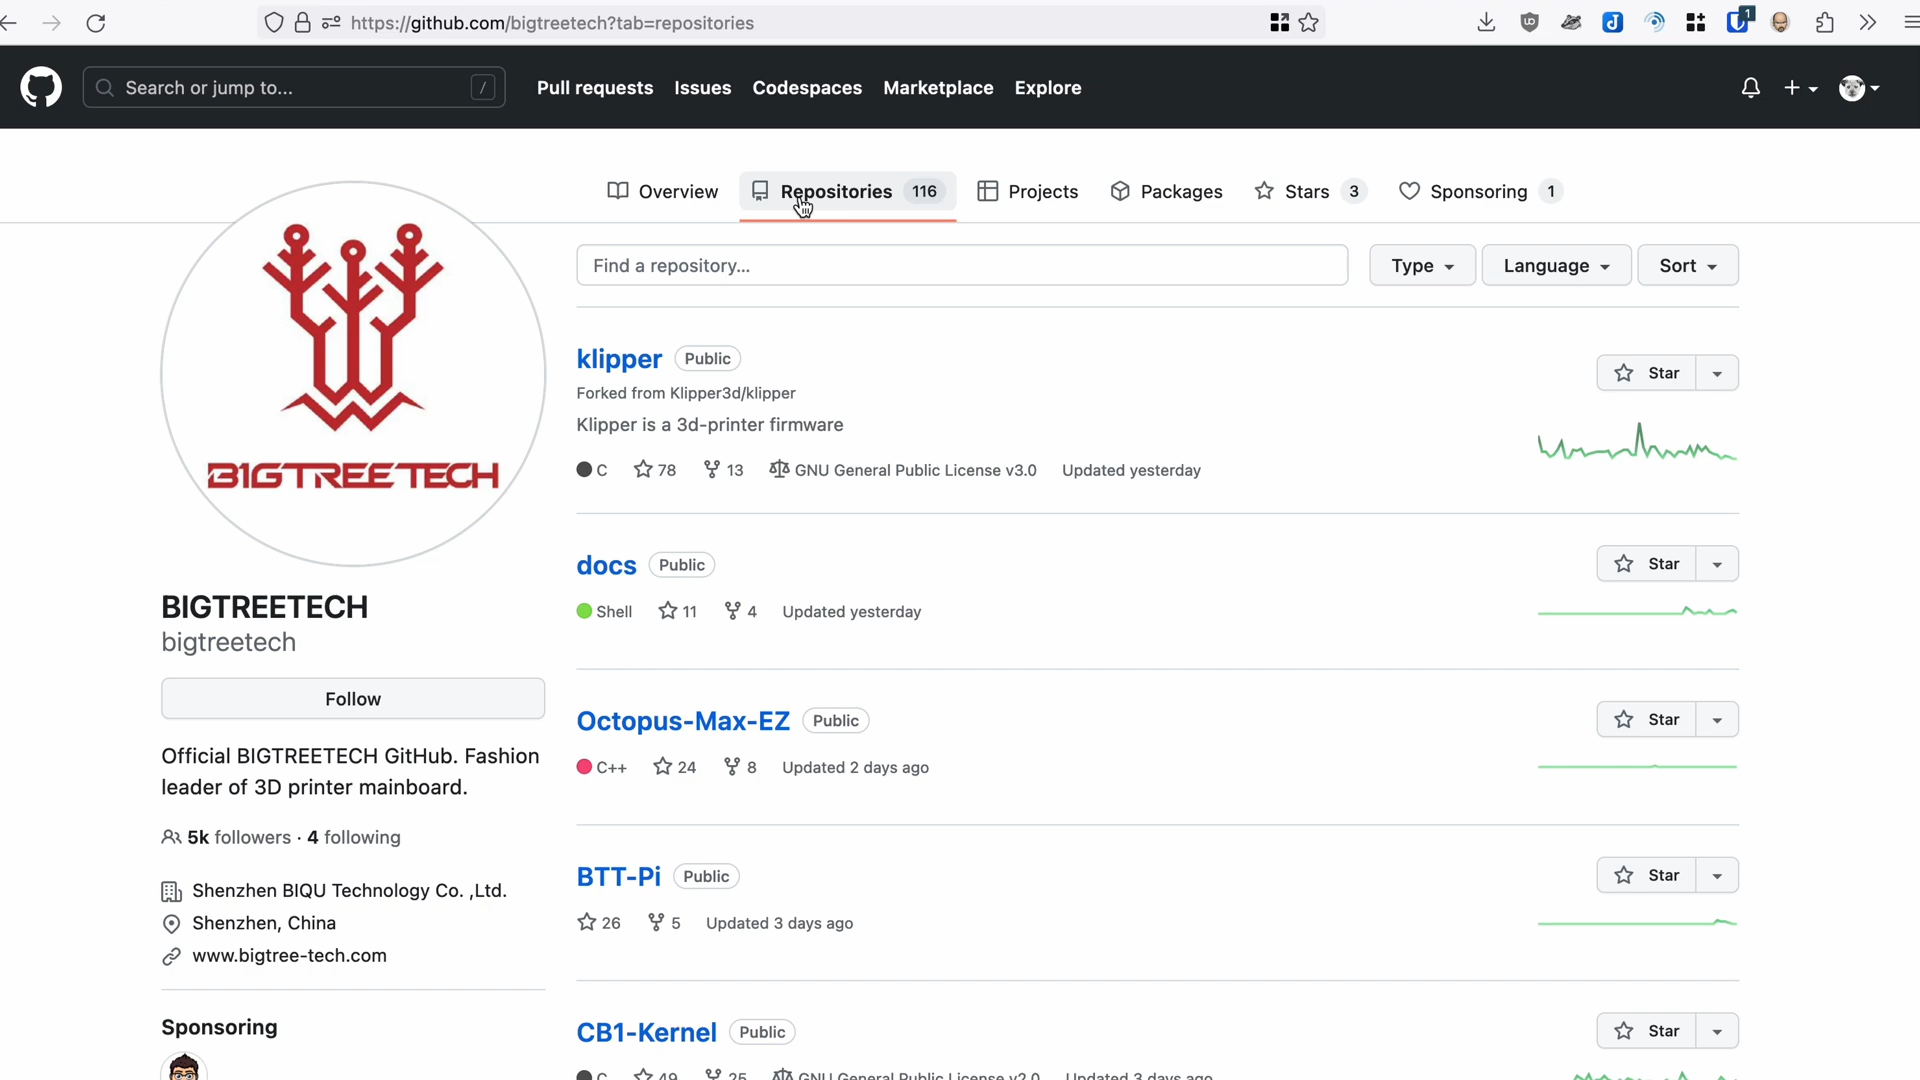 https://github.com/bigtreetech?tab=repositories
1
Search or jump to... /
Pull requests Issues Codespaces Marketplace Explore
Overview Repositories 116 Projects Packages Stars 3 Sponsoring 1
Find a repository... Type Language Sort
BIGTREETECH
BIGTREETECH
bigtreetech
Follow
Official BIGTREETECH GitHub. Fashion
leader of 3D printer mainboard.
5k followers · 4 following
Shenzhen BIQU Technology Co. ,Ltd.
Shenzhen, China
www.bigtree-tech.com
Sponsoring
klipper Public
Star
Forked from Klipper3d/klipper
Klipper is a 3d-printer firmware
C 78 13 GNU General Public License v3.0 Updated yesterday
docs Public
Star
Shell 11 4 Updated yesterday
Octopus-Max-EZ Public
Star
C++ 24 8 Updated 2 days ago
BTT-Pi Public
Star
26 5 Updated 3 days ago
CB1-Kernel Public
Star
C 49 25 GNU General Public License v2.0 Updated 3 days ago